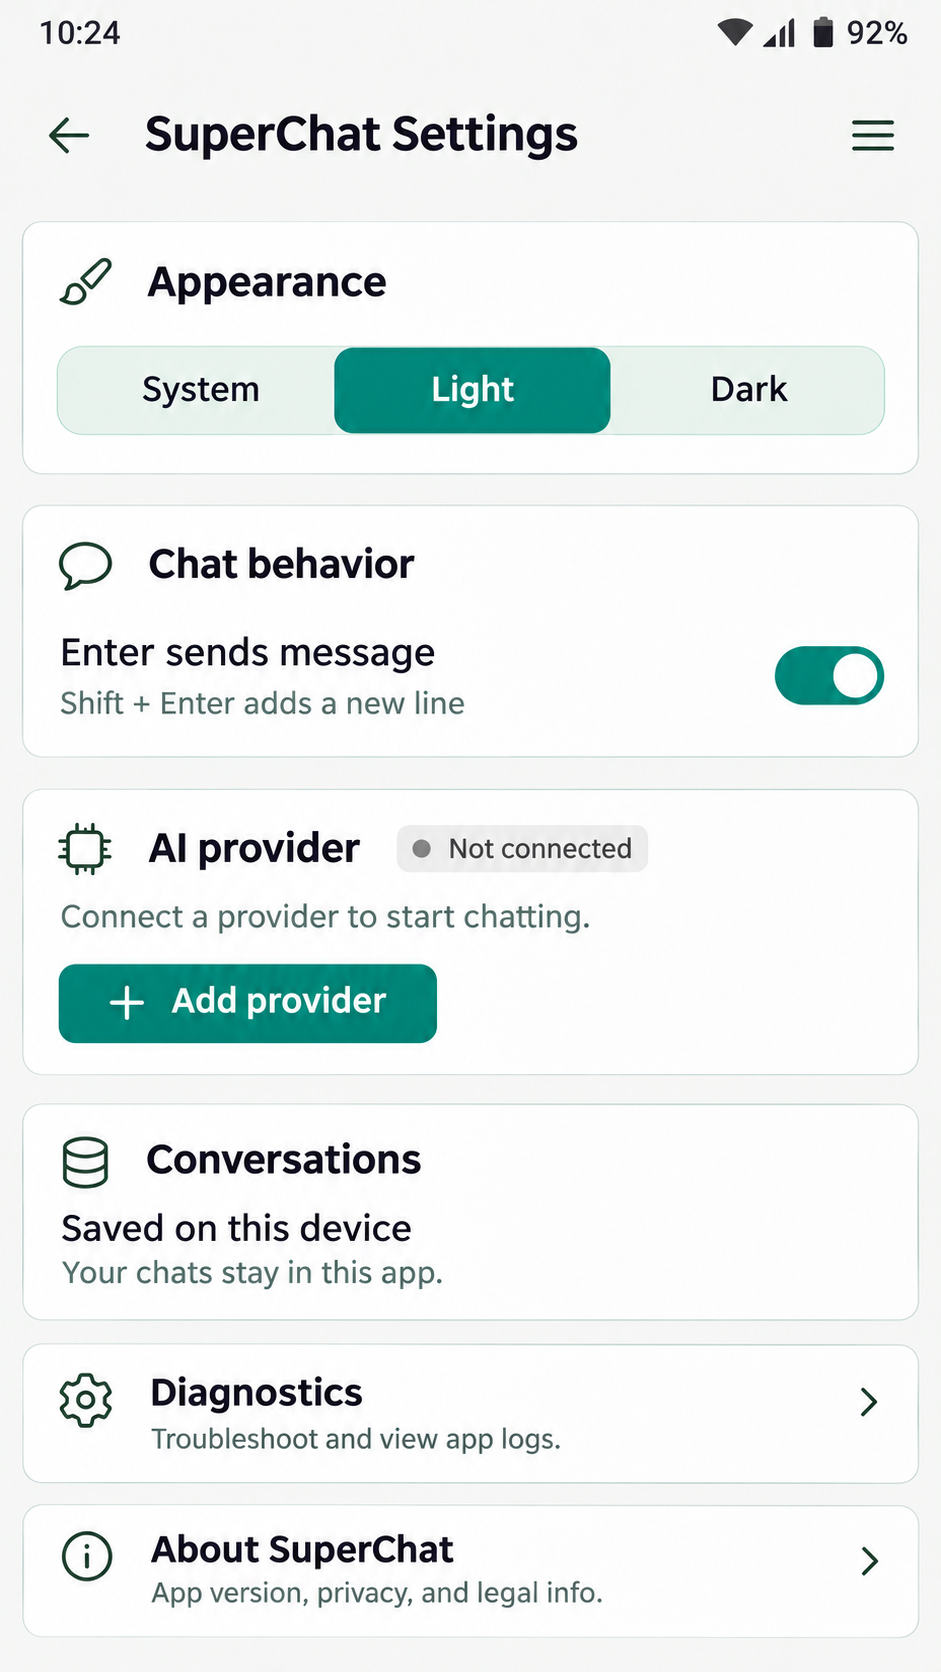 10:24
92%
SuperChat Settings
Appearance
System
Light
Dark
Chat behavior
Enter sends message
Shift + Enter adds a new line
AI provider
Not connected
Connect a provider to start chatting.
Add provider
Conversations
Saved on this device
Your chats stay in this app.
Diagnostics
Troubleshoot and view app logs.
About SuperChat
App version, privacy, and legal info.